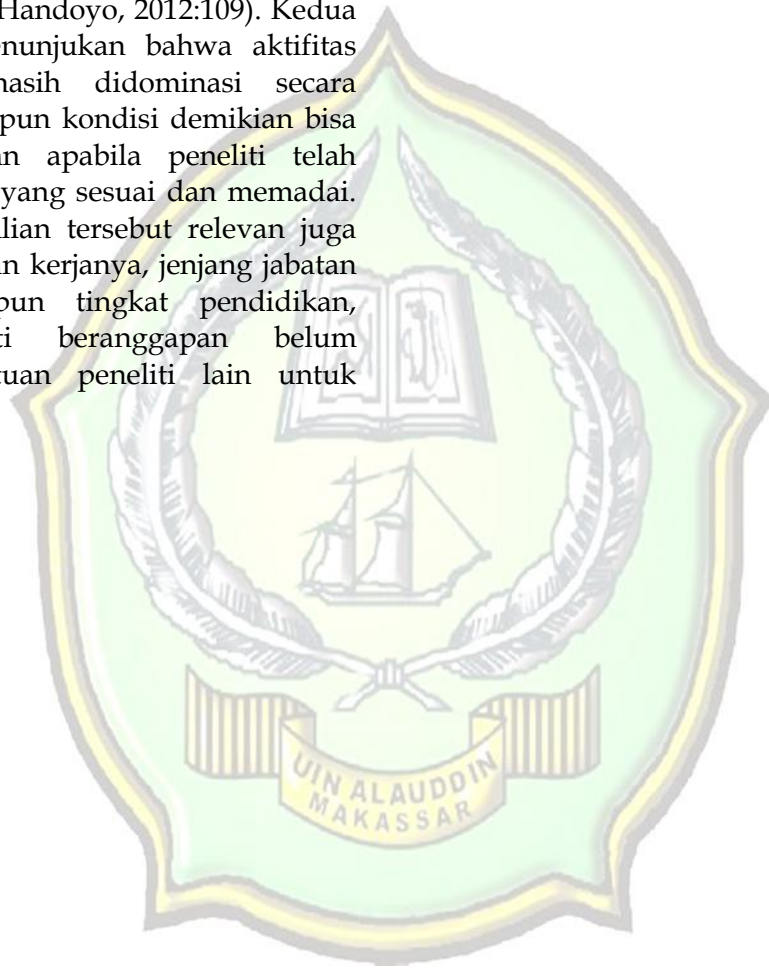 Handoyo, 2012:109). Kedua
enunjukan bahwa aktifitas
asih didominasi secara
pun kondisi demikian bisa
n apabila peneliti telah
yang sesuai dan memadai.
lian tersebut relevan juga
n kerjanya, jenjang jabatan
pun tingkat pendidikan,
ti beranggapan belum
tuan peneliti lain untuk
UIN ALAUDDIN
MAKASSAR